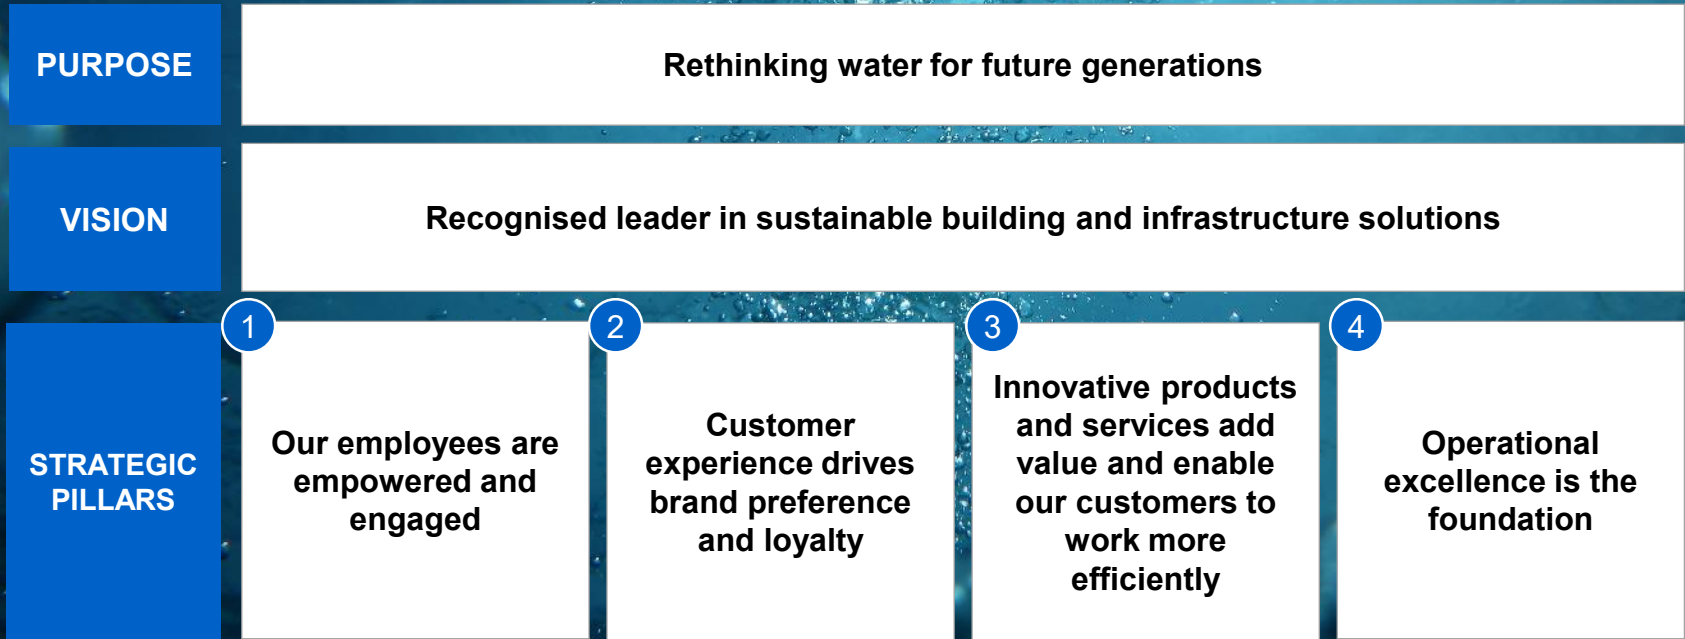 PURPOSE
Rethinking water for future generations
VISION
Recognised leader in sustainable building and infrastructure solutions
STRATEGIC
PILLARS
1
Our employees are
empowered and
engaged
2
Customer
experience drives
brand preference
and loyalty
3
Innovative products
and services add
value and enable
our customers to
work more
efficiently
4
Operational
excellence is the
foundation